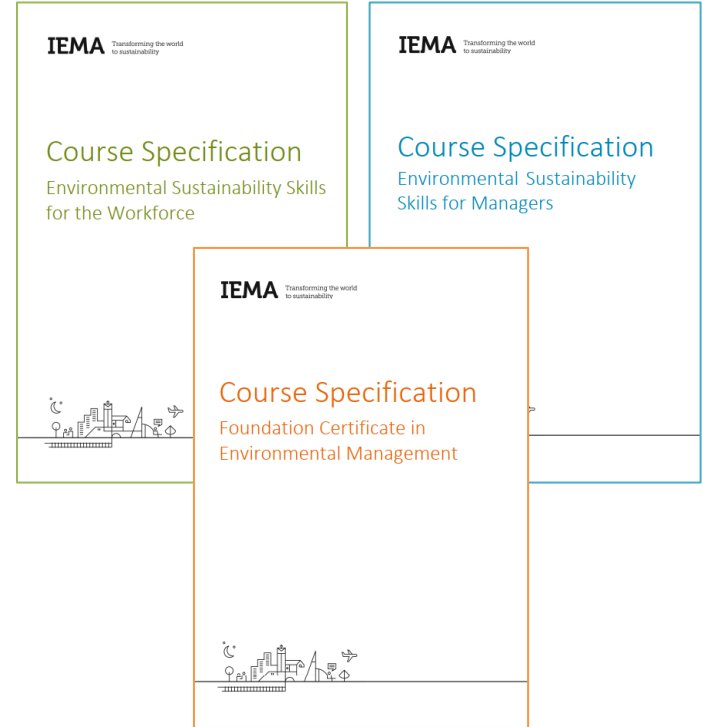 IEMA Transforming the world
to sustainability
Course Specification
Environmental Sustainability Skills
for the Workforce
IEMA Transforming the world
to sustainability
Course Specification
Environmental Sustainability
Skills for Managers
IEMA Transforming the world
to sustainability
Course Specification
Foundation Certificate in
Environmental Management